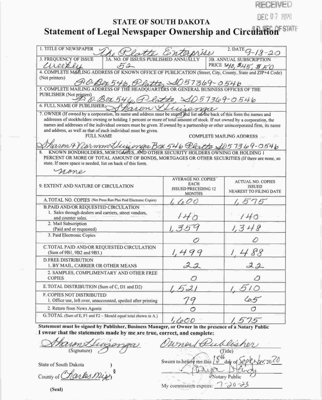 RECEIVED
DEC 07 2020
S.D. SEC. OF STATE
STATE OF SOUTH DAKOTA
Statement of Legal Newspaper Ownership and Circulation
1. TITLE OF NEWSPAPER The Platte Enterprise 2. DATE 9-13-20
3. FREQUENCY OF ISSUE Weekly 3A. NO. OF ISSUES PUBLISHED ANNUALLY 52 3B. ANNUAL SUBSCRIPTION PRICE
4. COMPLETE MAILING ADDRESS OF KNOWN OFFICE OF PUBLICATION (Street, City, County, State and ZIP+4 Code)
(Not printers)
P.O. Box 546 Platte SD 57369-0546
5. COMPLETE MAILING ADDRESS OF THE HEADQUARTERS OR GENERAL BUSINESS OFFICES OF THE
PUBLISHER (Not printers)
P.O. Box 546 Platte SD 57369-0546
6. FULL NAME OF PUBLISHER: Sharon Huizenga
7. OWNER (If owned by a corporation, its name and address must be stated and also on the back of this form the names and
addresses of stockholders owning or holding 1 percent or more of total amount of stock. If not owned by a corporation, the
names and addresses of the individual owners must be given. If owned by a partnership or other unincorporated firm, its name
and address, as well as that of each individual must be given.
FULL NAME COMPLETE MAILING ADDRESS
Sharon & Norman Huizenga Box 546 Platte SD 57369-0546
8. KNOWN BONDHOLDERS, MORTGAGEES, AND OTHER SECURITY HOLDERS OWNING OR HOLDING 1
PERCENT OR MORE OF TOTAL AMOUNT OF BONDS, MORTGAGES OR OTHER SECURITIES (If there are none, so
state. If more space is needed, list on back of this form.
none
9. EXTENT AND NATURE OF CIRCULATION
AVERAGE NO. COPIES
EACH
ISSUED PRECEDING 12
MONTHS
ACTUAL NO. COPIES
ISSUED
NEAREST TO FILING DATE
A. TOTAL NO. COPIES (Net Press Run Plus Paid Electronic Copies) 1,600 1,575
B. PAID AND/OR REQUESTED CIRCULATION
1. Sales through dealers and carriers, street vendors,
and counter sales. 140 140
2. Mail Subscription
(Paid and or requested) 1,359 1,348
3. Paid Electronic Copies 0 0
C. TOTAL PAID AND/OR REQUESTED CIRCULATION
(Sum of 9B1, 9B2 and 9B3.) 1,499 1,488
D. FREE DISTRIBUTION
1. BY MAIL, CARRIER OR OTHER MEANS 22 22
2. SAMPLES, COMPLIMENTARY AND OTHER FREE
COPIES 0 0
E. TOTAL DISTRIBUTION (Sum of C, D1 and D2) 1,521 1,510
F. COPIES NOT DISTRIBUTED
1. Office use, left over, unaccounted, spoiled after printing 79 65
2. Return from News Agents 0 0
G. TOTAL (Sum of E, F1 and F2 - Should equal total shown in A) 1,600 1,575
Statement must be signed by Publisher, Business Manager, or Owner in the presence of a Notary Public
I swear that the statements made by me are true, correct, and complete:
Sharon Huizenga Owner/Publisher
(Signature) (Title)
State of South Dakota ) Sworn to before me this 18th day of September 2020
County of Charles Mix )
Notary Public
(Seal) My commission expires: 7-20-23